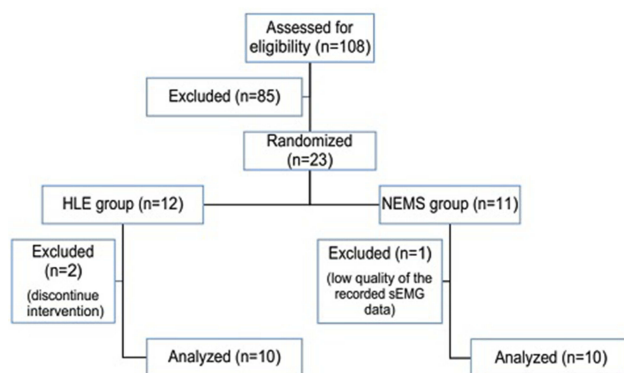 Assessed for
eligibility (n=108)
Excluded (n=85)
Randomized
(n=23)
HLE group (n=12)
NEMS group (n=11)
Excluded
(n=2)
(discontinue
intervention)
Excluded (n=1)
(low quality of the
recorded sEMG
data)
Analyzed (n=10)
Analyzed (n=10)